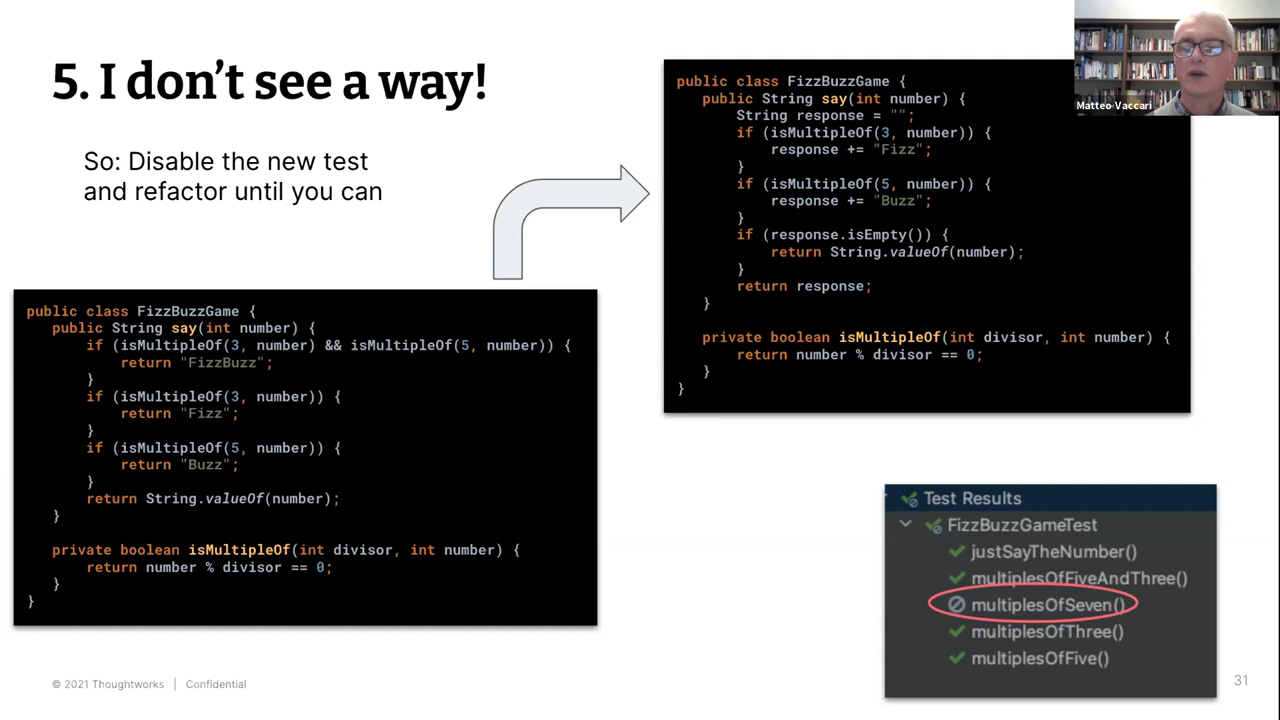 5. I don't see a way!
So: Disable the new test
and refactor until you can
public class FizzBuzzGame {
public String say(int number) {
if (isMultipleOf(3, number) && isMultipleOf(5, number)) {
return "FizzBuzz";
}
if (isMultipleOf(3, number)) {
return "Fizz";
}
if (isMultipleOf(5, number)) {
return "Buzz";
}
return String.valueOf(number);
}
private boolean isMultipleOf(int divisor, int number) {
return number % divisor == 0;
}
}
public class FizzBuzzGame {
public String say(int number) {
String response = "";
if (isMultipleOf(3, number)) {
response += "Fizz";
}
if (isMultipleOf(5, number)) {
response += "Buzz";
}
if (response.isEmpty()) {
return String.valueOf(number);
}
return response;
}
private boolean isMultipleOf(int divisor, int number) {
return number % divisor == 0;
}
}
Matteo Vaccari
Test Results
FizzBuzzGameTest
justSayTheNumber()
multiplesOfFiveAndThree()
multiplesOfSeven()
multiplesOfThree()
multiplesOfFive()
© 2021 Thoughtworks | Confidential
31